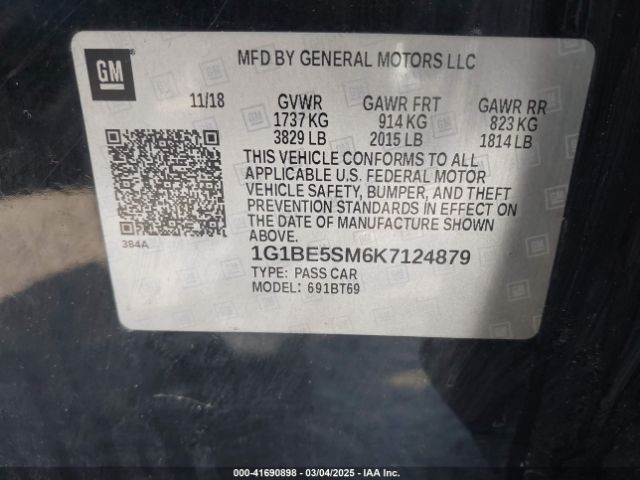 GM
MFD BY GENERAL MOTORS LLC
11/18 GVWR GAWR FRT GAWR RR
1737 KG 914 KG 823 KG
3829 LB 2015 LB 1814 LB
THIS VEHICLE CONFORMS TO ALL
APPLICABLE U.S. FEDERAL MOTOR
VEHICLE SAFETY, BUMPER, AND THEFT
PREVENTION STANDARDS IN EFFECT ON
THE DATE OF MANUFACTURE SHOWN
ABOVE.
384A
1G1BE5SM6K7124879
TYPE: PASS CAR
MODEL: 691BT69
000-41690898 - 03/04/2025 - IAA Inc.